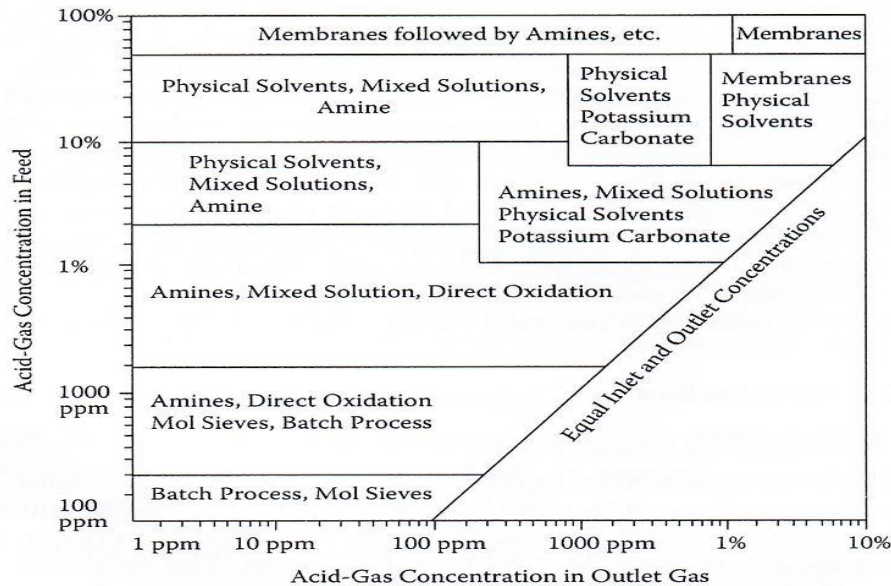 100%
Membranes followed by Amines, etc.
Membranes
Physical Solvents, Mixed Solutions,
Amine
Physical
Solvents
Potassium
Carbonate
Membranes
Physical
Solvents
10%
Physical Solvents,
Mixed Solutions,
Amine
Amines, Mixed Solutions
Physical Solvents
Potassium Carbonate
Acid-Gas Concentration in Feed
1%
Amines, Mixed Solution, Direct Oxidation
Equal Inlet and Outlet Concentrations
1000
ppm
Amines, Direct Oxidation
Mol Sieves, Batch Process
Batch Process, Mol Sieves
100
ppm
1 ppm
10 ppm
100 ppm
1000 ppm
1%
10%
Acid-Gas Concentration in Outlet Gas